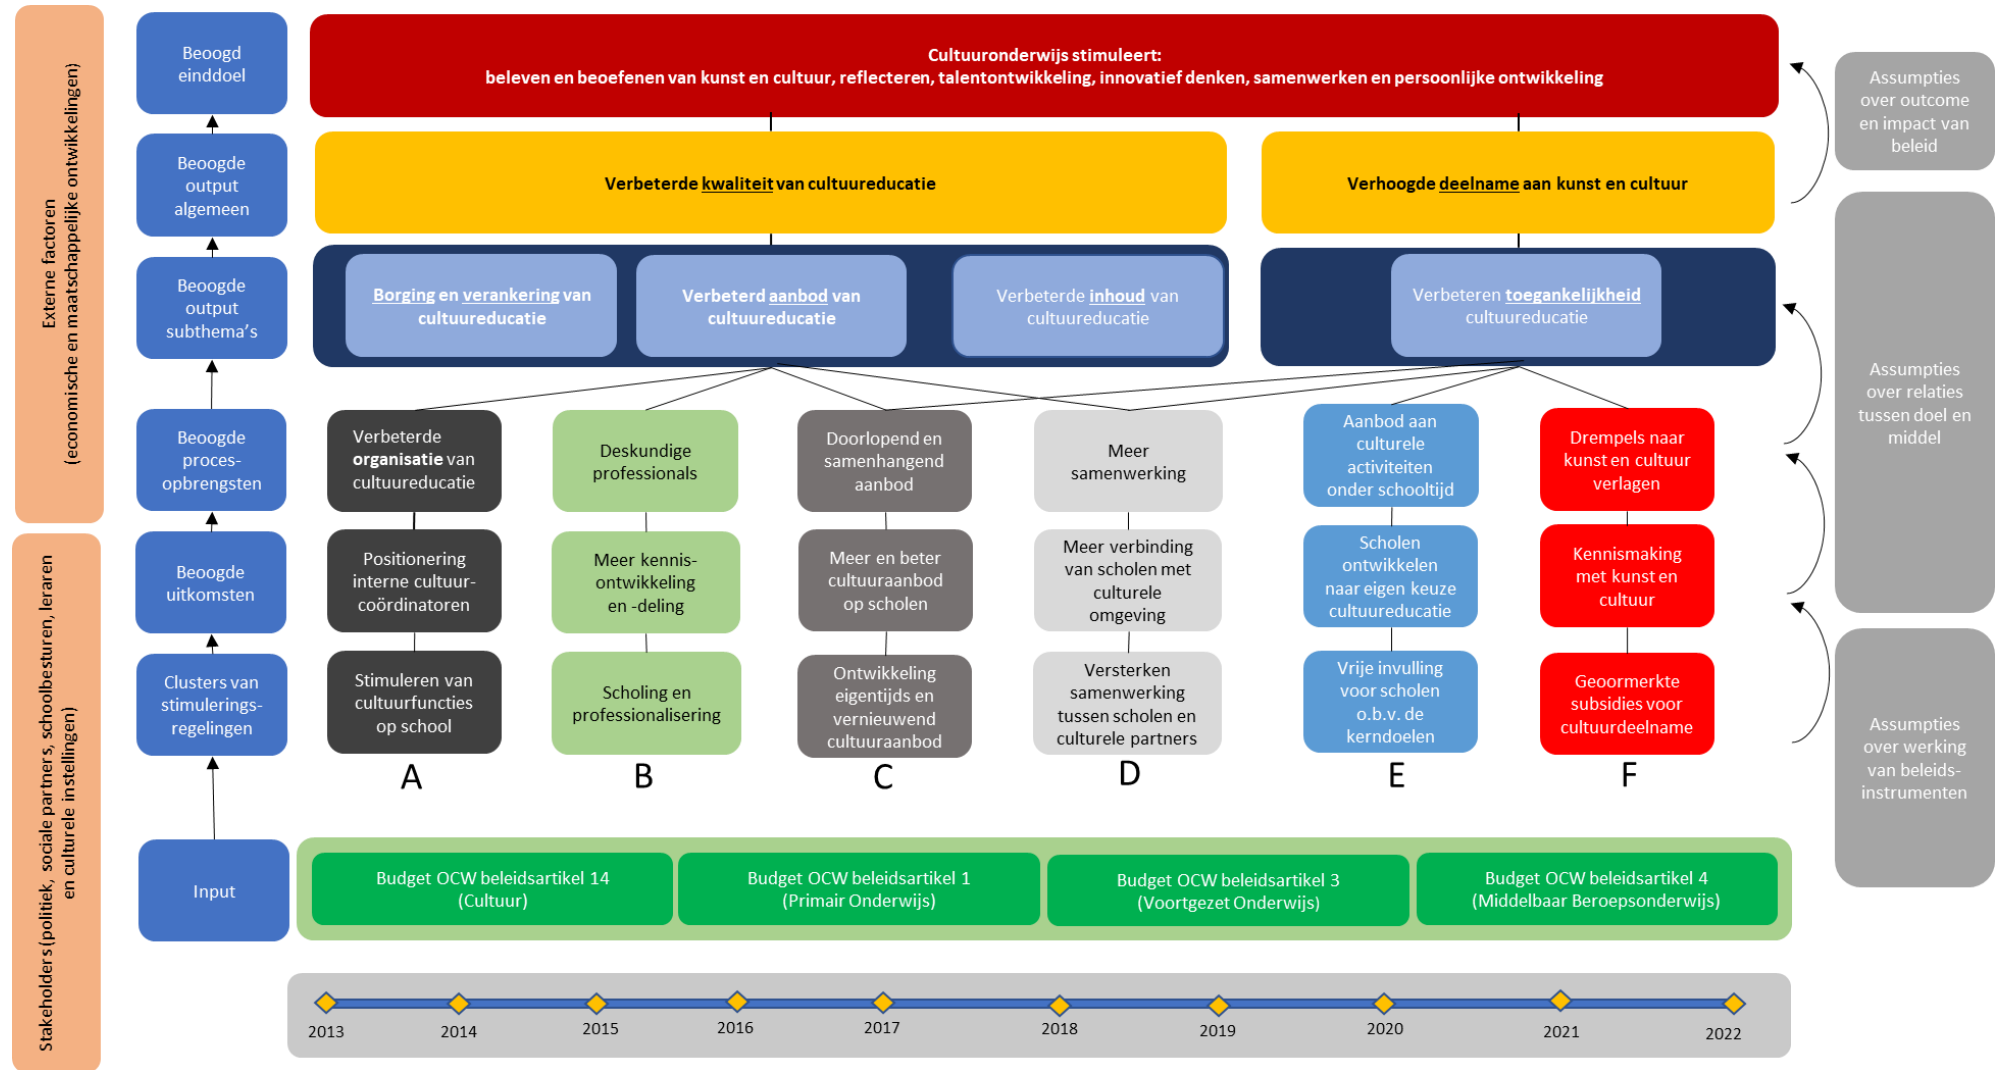 Externe factoren
(economische en maatschappelijke ontwikkelingen)
Stakeholders (politiek, sociale partners, schoolbesturen, leraren
en culturele instellingen)
Beoogd
einddoel
Cultuuronderwijs stimuleert:
beleven en beoefenen van kunst en cultuur, reflecteren, talentontwikkeling, innovatief denken, samenwerken en persoonlijke ontwikkeling
Assumpties
over outcome
en impact van
beleid
Beoogde
output
algemeen
Verbeterde kwaliteit van cultuureducatie
Verhoogde deelname aan kunst en cultuur
Beoogde
output
subthema's
Borging en verankering van
cultuureducatie
Verbeterd aanbod van
cultuureducatie
Verbeterde inhoud van
cultuureducatie
Verbeteren toegankelijkheid
cultuureducatie
Assumpties
over relaties
tussen doel en
middel
Beoogde
proces-
opbrengsten
Verbeterde
organisatie van
cultuureducatie
Deskundige
professionals
Doorlopend en
samenhangend
aanbod
Meer
samenwerking
Aanbod aan
culturele
activiteiten
onder schooltijd
Drempels naar
kunst en cultuur
verlagen
Beoogde
uitkomsten
Positionering
interne cultuur-
coördinatoren
Meer kennis-
ontwikkeling
en -deling
Meer en beter
cultuuraanbod
op scholen
Meer verbinding
van scholen met
culturele
omgeving
Scholen
ontwikkelen
naar eigen keuze
cultuureducatie
Kennismaking
met kunst en
cultuur
Clusters van
stimulerings-
regelingen
Stimuleren van
cultuurfuncties
op school
Scholing en
professionalisering
Ontwikkeling
eigentijds en
vernieuwend
cultuuraanbod
Versterken
samenwerking
tussen scholen en
culturele partners
Vrije invulling
voor scholen
o.b.v. de
kerndoelen
Geoormerkte
subsidies voor
cultuurdeelname
Assumpties
over werking
van beleids-
instrumenten
A
B
C
D
E
F
Input
Budget OCW beleidsartikel 14
(Cultuur)
Budget OCW beleidsartikel 1
(Primair Onderwijs)
Budget OCW beleidsartikel 3
(Voortgezet Onderwijs)
Budget OCW beleidsartikel 4
(Middelbaar Beroepsonderwijs)
2013
2014
2015
2016
2017
2018
2019
2020
2021
2022